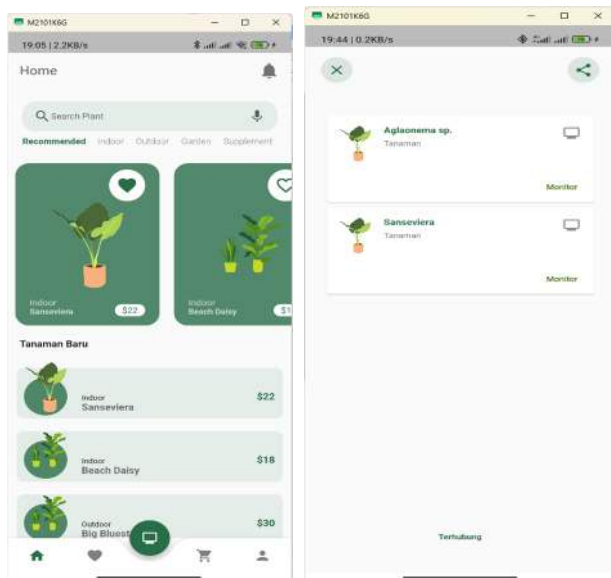 M2101K6G
19:05 | 2.2KB/s
Home
Search Plant
Recommended Indoor Outdoor Garden Supplement
Indoor
Sanseviera
$22
Indoor
Beach Daisy
Tanaman Baru
Indoor
Sanseviera
$22
Indoor
Beach Daisy
$18
Outdoor
Big Bluest
$30
M2101K6G
19:44 | 0.2KB/s
Aglaonema sp.
Tanaman
Monitor
Sanseviera
Tanaman
Monitor
Terhubung